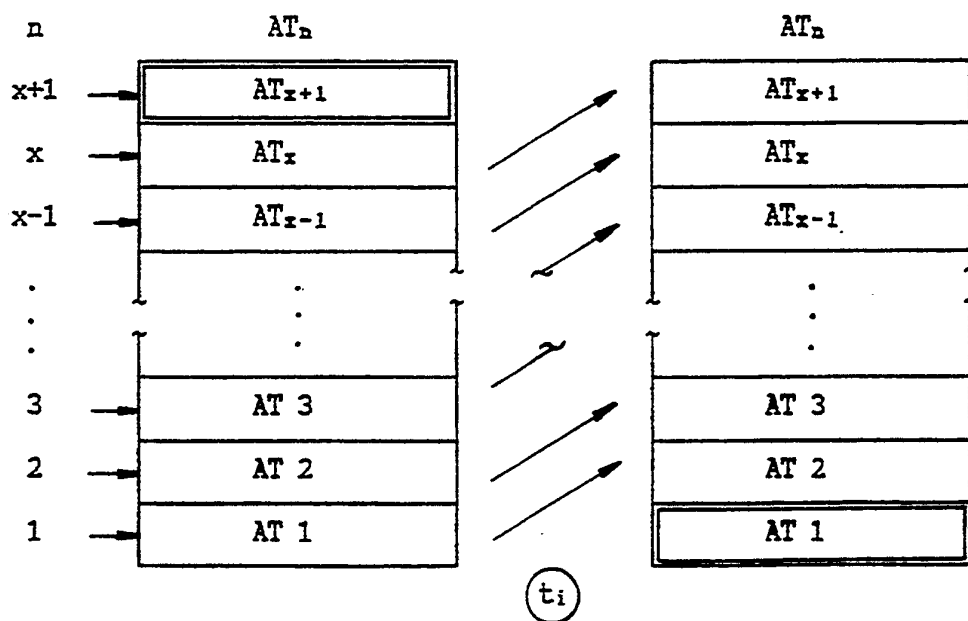 n ATₙ ATₙ
x+1 ATₓ₊₁ ATₓ₊₁
x ATₓ ATₓ
x-1 ATₓ₋₁ ATₓ₋₁
. . .
. . .
. . .
3 AT 3 AT 3
2 AT 2 AT 2
1 AT 1 AT 1
tᵢ